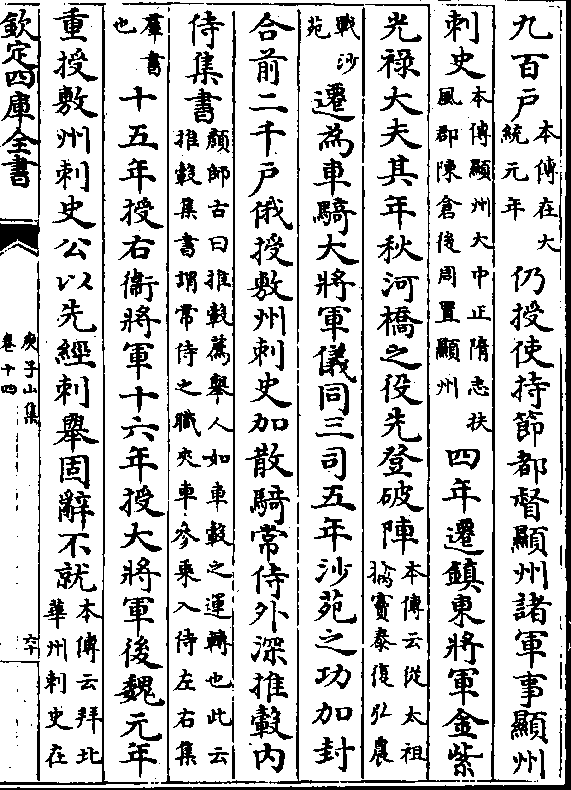 九百户本傳在大統元年仍授使持節都督顯州諸軍事顯州
刺史本傳顯州大中正隋志扶風郡陳倉後周置顯州四年遷鎮東將軍金紫
光祿大夫其年秋河橋之役先登破陣本傳云從太祖擒竇泰復弘農
戰沙苑遷為車騎大將軍儀同三司五年沙苑之功加封
合前二千户俄授敷州刺史加散騎常侍外深推轂内
侍集書顔師古曰推轂薦舉人如車轂之運轉也此云推轂集書謂常侍之職夾車參乘入侍左右集
羣書也十五年授右衞將軍十六年授大將軍後魏元年
重授敷州刺史公以先經刺舉固辭不就本傳云拜北華州刺史在
欽定四庫全書
庾子山集
卷十四
六十